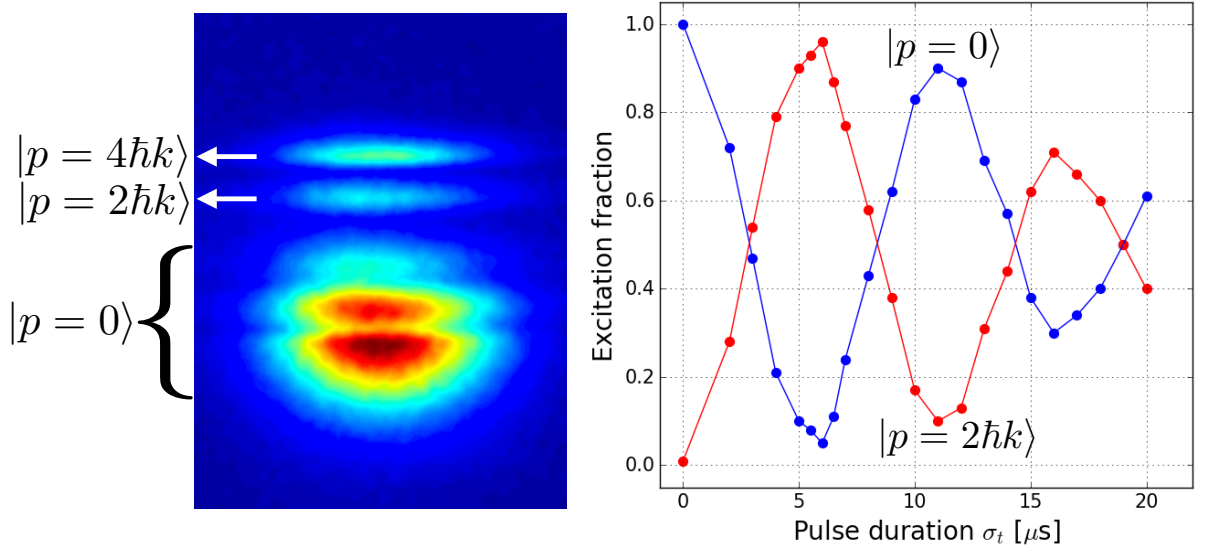 |p = 4ħk⟩
|p = 2ħk⟩
|p = 0⟩
Excitation fraction
1.0
0.8
0.6
0.4
0.2
0.0
|p = 0⟩
|p = 2ħk⟩
0 5 10 15 20
Pulse duration σₜ [μs]